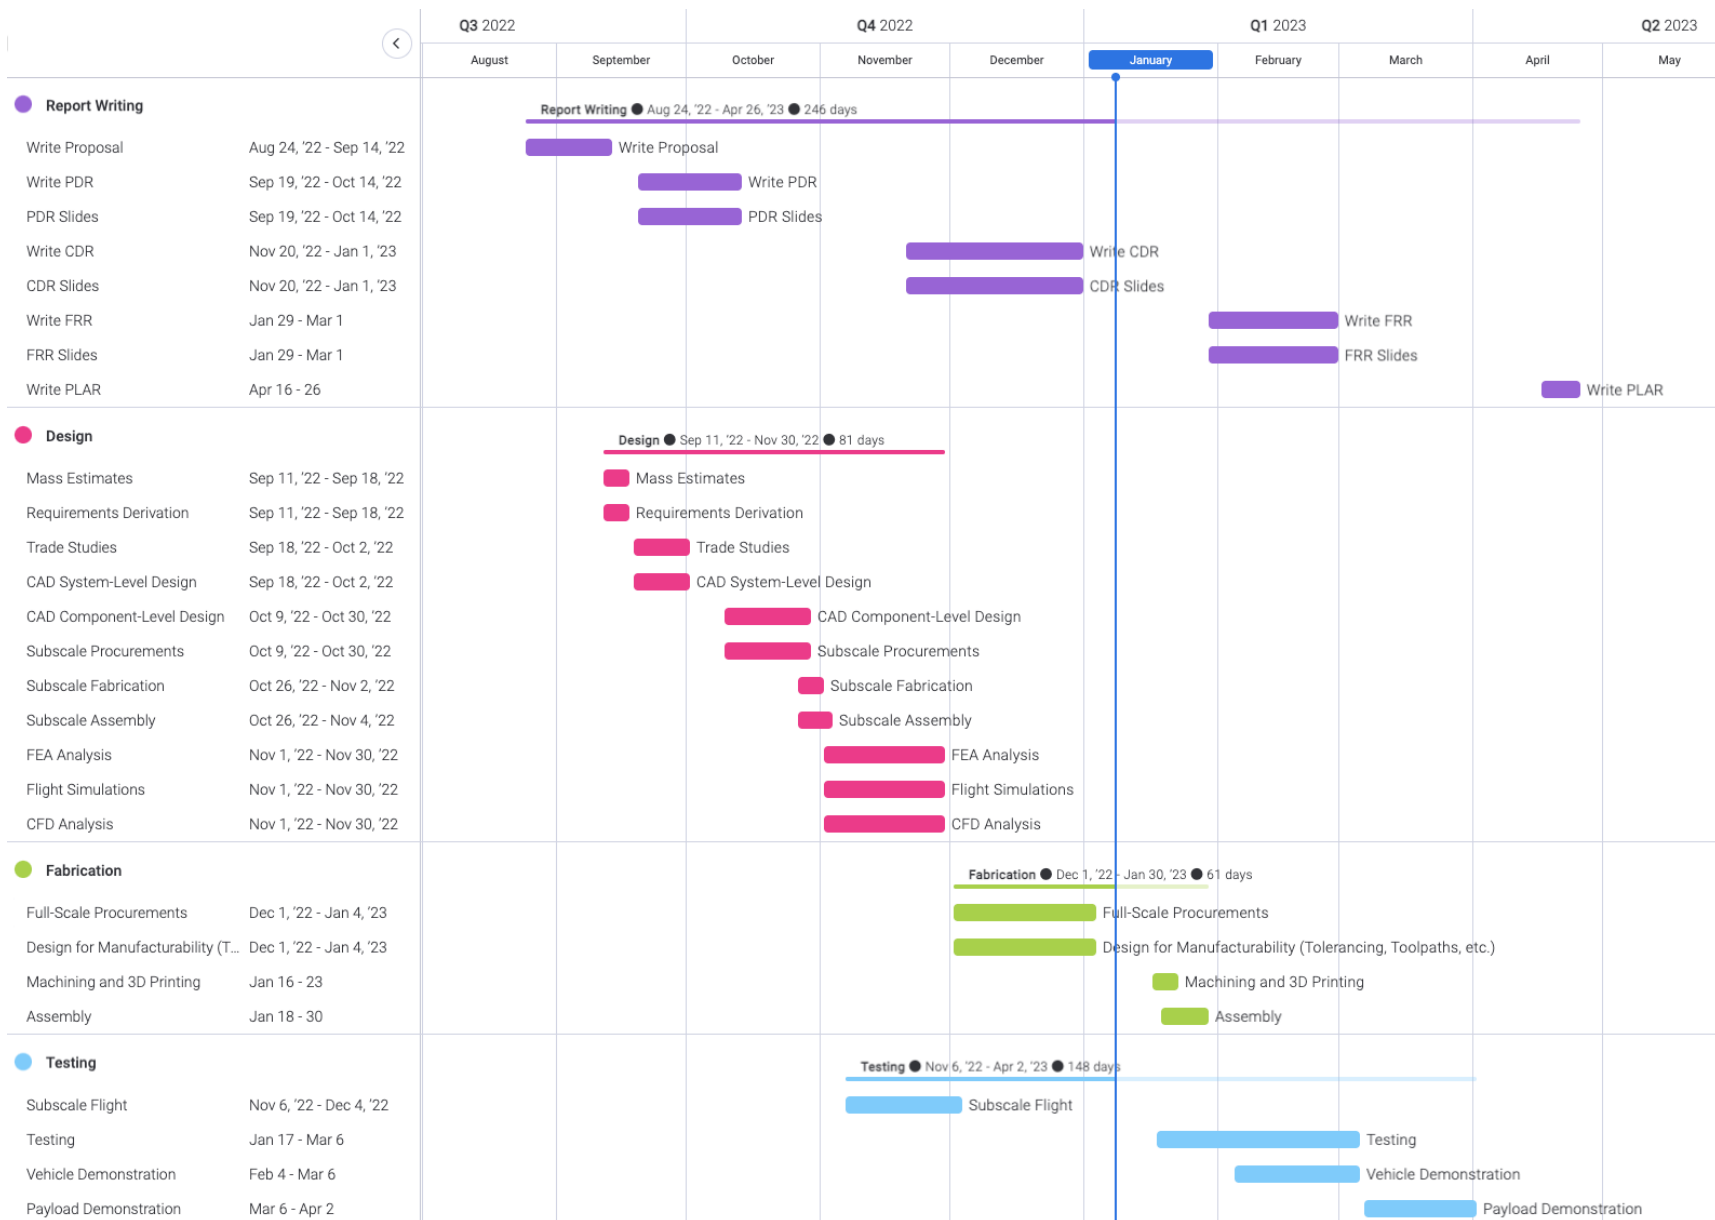 Q3 2022 Q4 2022 Q1 2023 Q2 2023
August September October November December January February March April May
Report Writing
Report Writing ● Aug 24, '22 - Apr 26, '23 ● 246 days
Write Proposal Aug 24, '22 - Sep 14, '22 Write Proposal
Write PDR Sep 19, '22 - Oct 14, '22 Write PDR
PDR Slides Sep 19, '22 - Oct 14, '22 PDR Slides
Write CDR Nov 20, '22 - Jan 1, '23 Write CDR
CDR Slides Nov 20, '22 - Jan 1, '23 CDR Slides
Write FRR Jan 29 - Mar 1 Write FRR
FRR Slides Jan 29 - Mar 1 FRR Slides
Write PLAR Apr 16 - 26 Write PLAR
Design
Design ● Sep 11, '22 - Nov 30, '22 ● 81 days
Mass Estimates Sep 11, '22 - Sep 18, '22 Mass Estimates
Requirements Derivation Sep 11, '22 - Sep 18, '22 Requirements Derivation
Trade Studies Sep 18, '22 - Oct 2, '22 Trade Studies
CAD System-Level Design Sep 18, '22 - Oct 2, '22 CAD System-Level Design
CAD Component-Level Design Oct 9, '22 - Oct 30, '22 CAD Component-Level Design
Subscale Procurements Oct 9, '22 - Oct 30, '22 Subscale Procurements
Subscale Fabrication Oct 26, '22 - Nov 2, '22 Subscale Fabrication
Subscale Assembly Oct 26, '22 - Nov 4, '22 Subscale Assembly
FEA Analysis Nov 1, '22 - Nov 30, '22 FEA Analysis
Flight Simulations Nov 1, '22 - Nov 30, '22 Flight Simulations
CFD Analysis Nov 1, '22 - Nov 30, '22 CFD Analysis
Fabrication
Fabrication ● Dec 1, '22 - Jan 30, '23 ● 61 days
Full-Scale Procurements Dec 1, '22 - Jan 4, '23 Full-Scale Procurements
Design for Manufacturability (T... Dec 1, '22 - Jan 4, '23 Design for Manufacturability (Tolerancing, Toolpaths, etc.)
Machining and 3D Printing Jan 16 - 23 Machining and 3D Printing
Assembly Jan 18 - 30 Assembly
Testing
Testing ● Nov 6, '22 - Apr 2, '23 ● 148 days
Subscale Flight Nov 6, '22 - Dec 4, '22 Subscale Flight
Testing Jan 17 - Mar 6 Testing
Vehicle Demonstration Feb 4 - Mar 6 Vehicle Demonstration
Payload Demonstration Mar 6 - Apr 2 Payload Demonstration